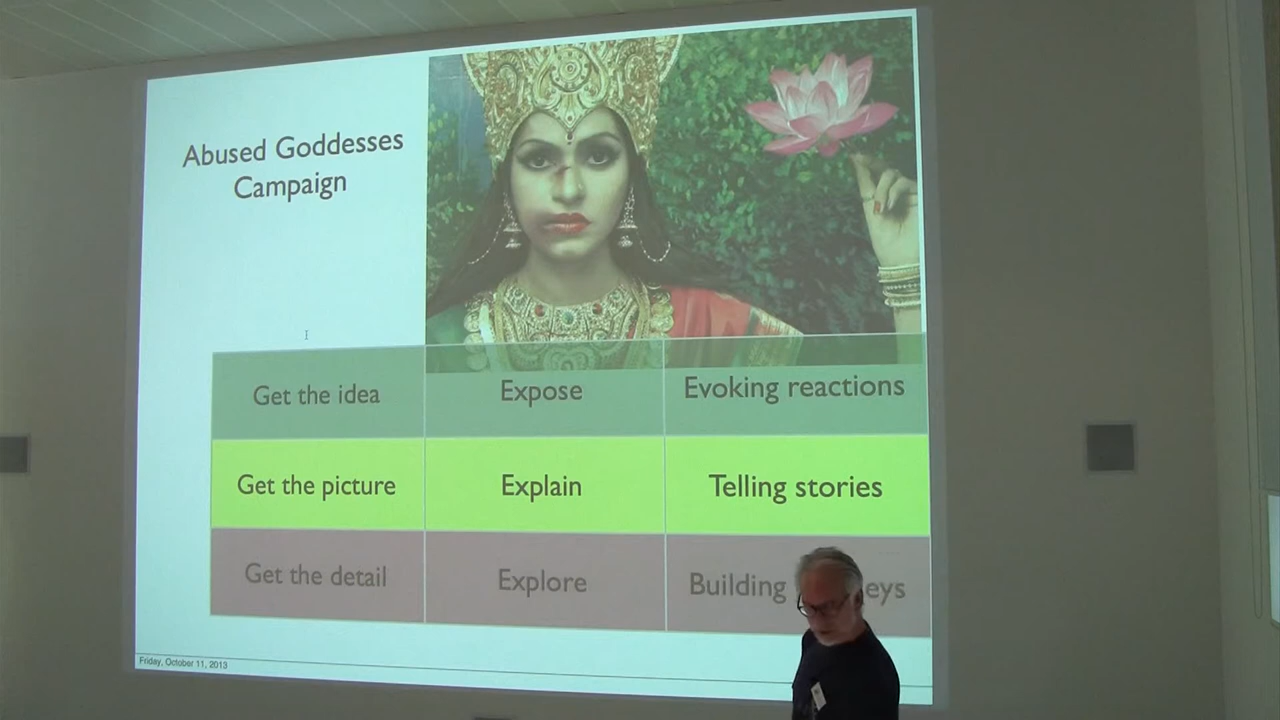 Abused Goddesses
Campaign
Get the idea
Expose
Evoking reactions
Get the picture
Explain
Telling stories
Get the detail
Explore
Building eys
Friday, October 11, 2013